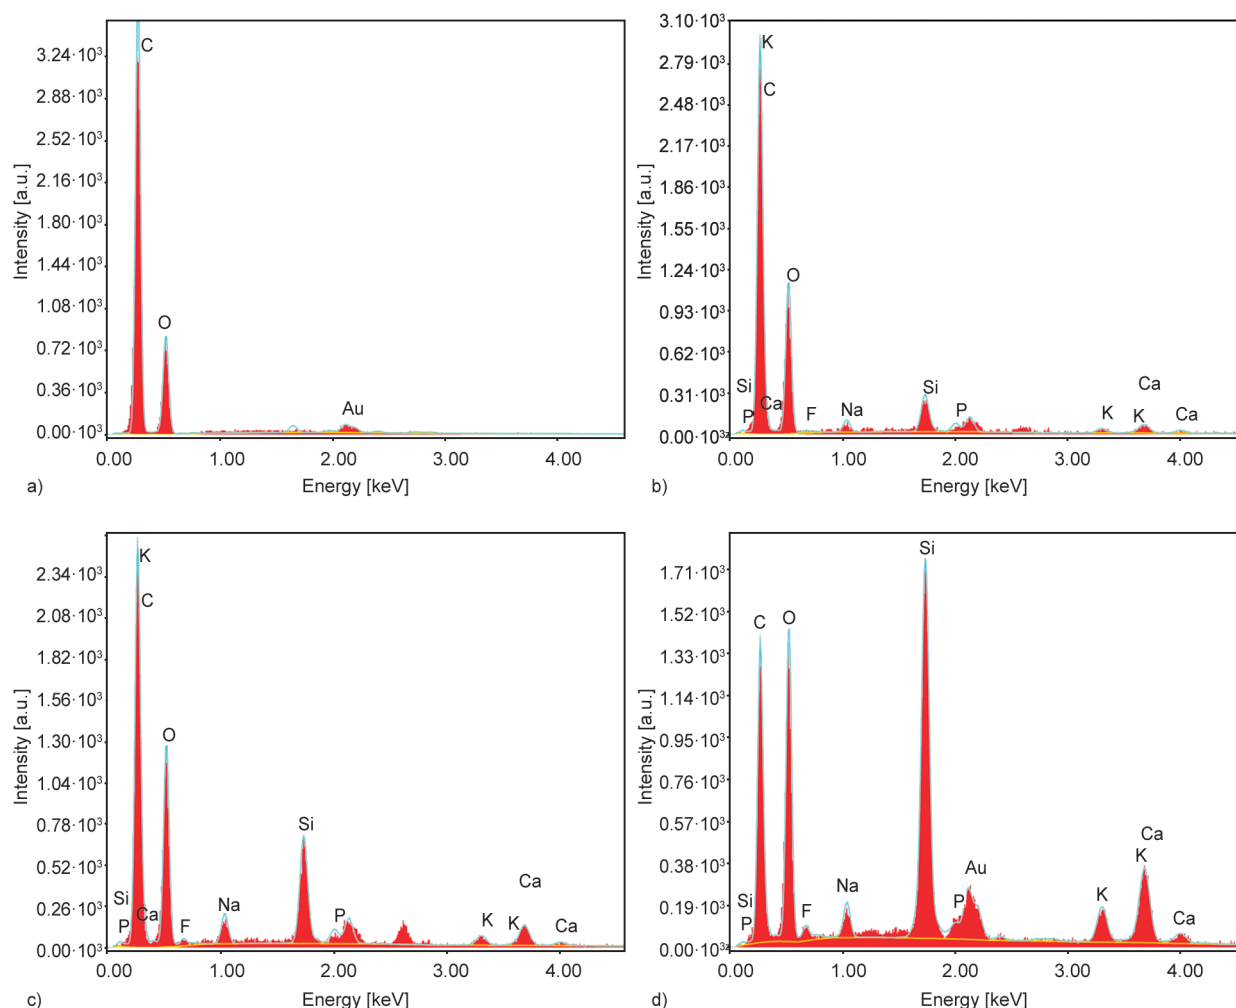 Intensity [a.u.]
3.24·10³
2.88·10³
2.52·10³
2.16·10³
1.80·10³
1.44·10³
1.08·10³
0.72·10³
0.36·10³
0.00·10³
C
O
Au
0.00 1.00 2.00 3.00 4.00
Energy [keV]
a)
Intensity [a.u.]
3.10·10³
2.79·10³
2.48·10³
2.17·10³
1.86·10³
1.55·10³
1.24·10³
0.93·10³
0.62·10³
0.31·10³
0.00·10³
K
C
O
Si
P
Ca
F
Na
Si
P
K
Ca
K
Ca
0.00 1.00 2.00 3.00 4.00
Energy [keV]
b)
Intensity [a.u.]
2.34·10³
2.08·10³
1.82·10³
1.56·10³
1.30·10³
1.04·10³
0.78·10³
0.52·10³
0.26·10³
0.00·10³
K
C
O
Si
P
Ca
F
Na
Si
P
K
Ca
K
Ca
0.00 1.00 2.00 3.00 4.00
Energy [keV]
c)
Intensity [a.u.]
1.71·10³
1.52·10³
1.33·10³
1.14·10³
0.95·10³
0.76·10³
0.57·10³
0.38·10³
0.19·10³
0.00·10³
Si
C
O
Si
P
F
Na
Au
P
K
Ca
K
Ca
0.00 1.00 2.00 3.00 4.00
Energy [keV]
d)